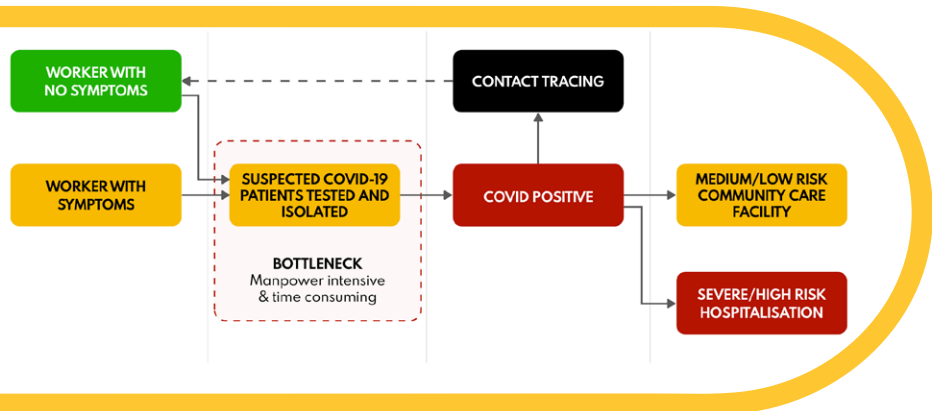 WORKER WITH
NO SYMPTOMS
CONTACT TRACING
WORKER WITH
SYMPTOMS
SUSPECTED COVID-19
PATIENTS TESTED AND
ISOLATED
COVID POSITIVE
MEDIUM/LOW RISK
COMMUNITY CARE
FACILITY
BOTTLENECK
Manpower intensive
& time consuming
SEVERE/HIGH RISK
HOSPITALISATION